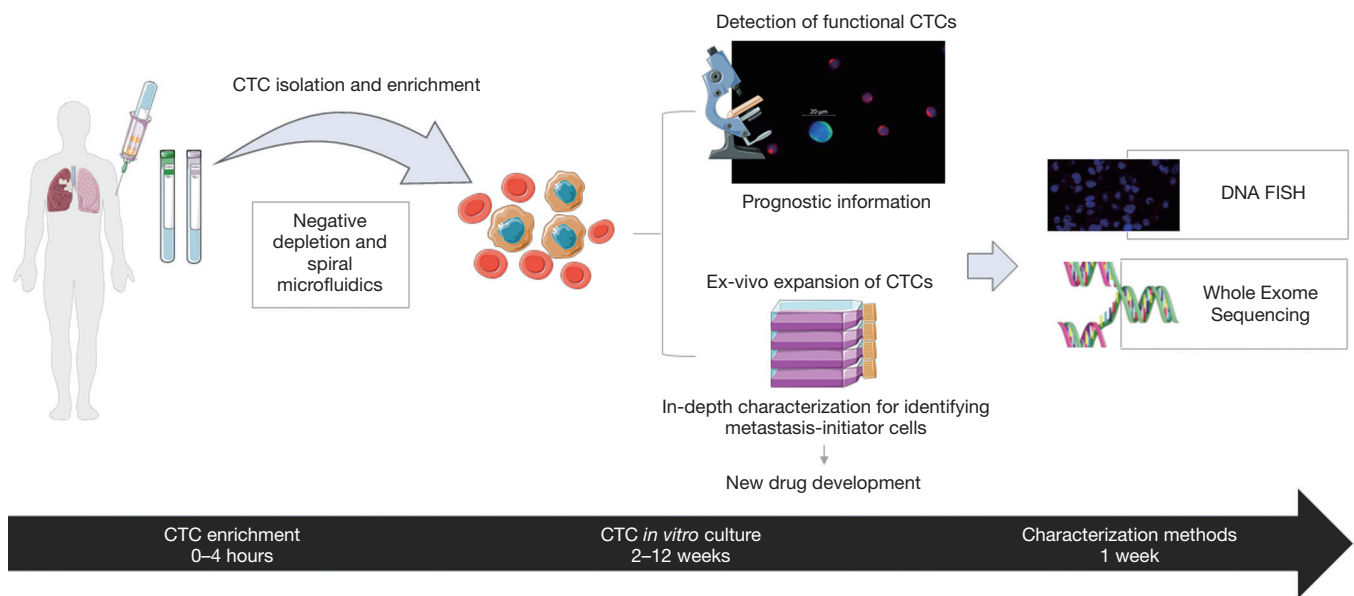 CTC isolation and enrichment
Negative
depletion and
spiral
microfluidics
Detection of functional CTCs
20 µm
Prognostic information
Ex-vivo expansion of CTCs
In-depth characterization for identifying
metastasis-initiator cells
New drug development
DNA FISH
Whole Exome
Sequencing
CTC enrichment
0–4 hours
CTC in vitro culture
2–12 weeks
Characterization methods
1 week